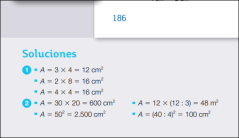 186
Soluciones
1 • A = 3 × 4 = 12 cm²
• A = 2 × 8 = 16 cm²
• A = 4 × 4 = 16 cm²
2 • A = 30 × 20 = 600 cm² • A = 12 × (12 : 3) = 48 m²
• A = 50² = 2.500 cm² • A = (40 : 4)² = 100 cm²